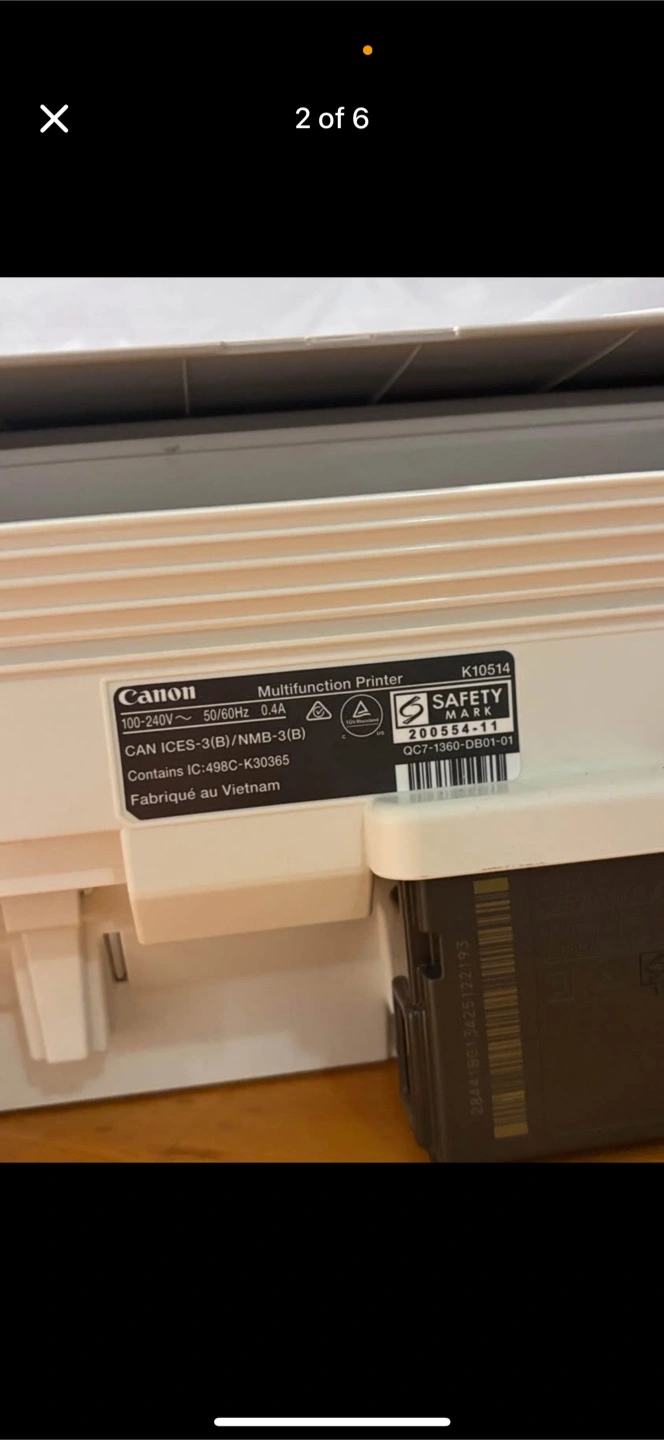 2 of 6
Canon Multifunction Printer K10514
100-240V～ 50/60Hz 0.4A
SAFETY
MARK
200554-11
CAN ICES-3(B)/NMB-3(B)
QC7-1360-DB01-01
Contains IC:498C-K30365
Fabriqué au Vietnam